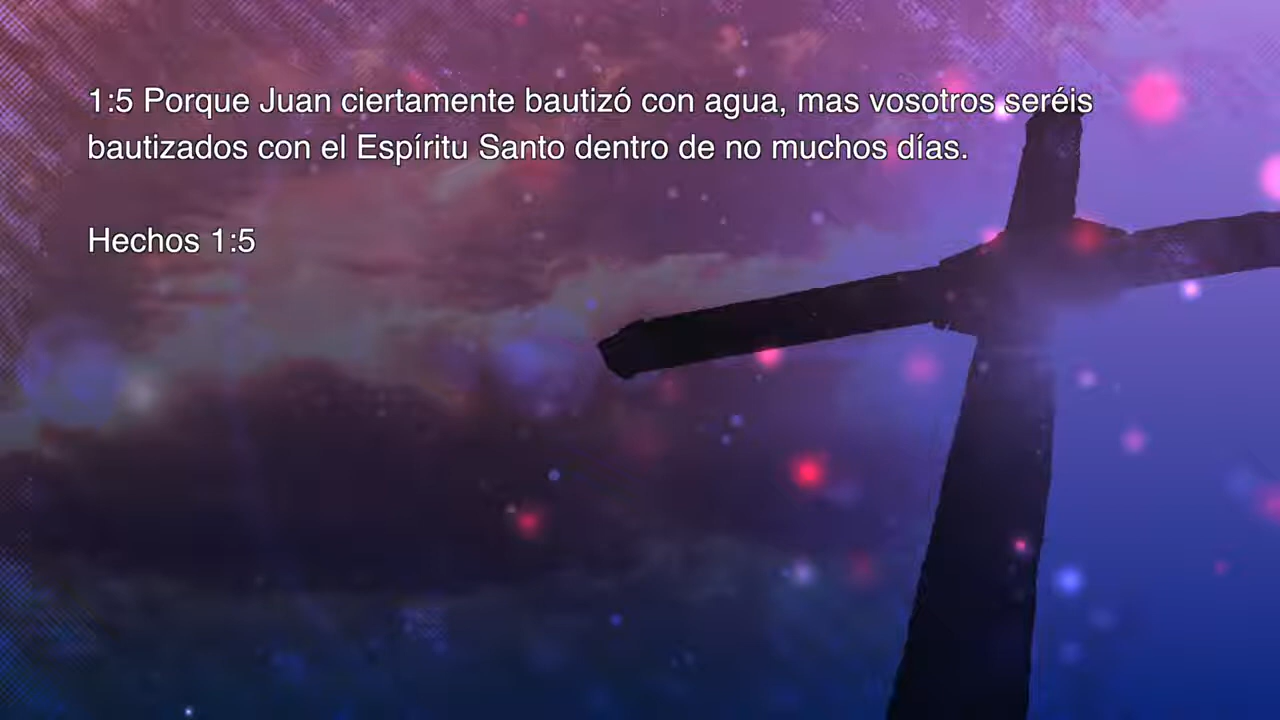 1:5 Porque Juan ciertamente bautizó con agua, mas vosotros seréis
bautizados con el Espíritu Santo dentro de no muchos días.
Hechos 1:5